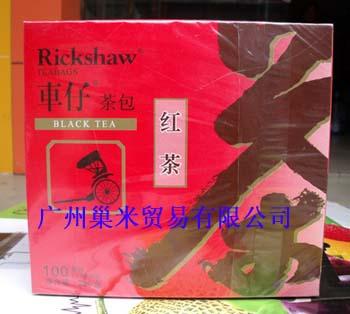 Rickshaw®
TEABAGS
車仔® 茶包
BLACK TEA
红茶
茶
广州巢米贸易有限公司
100